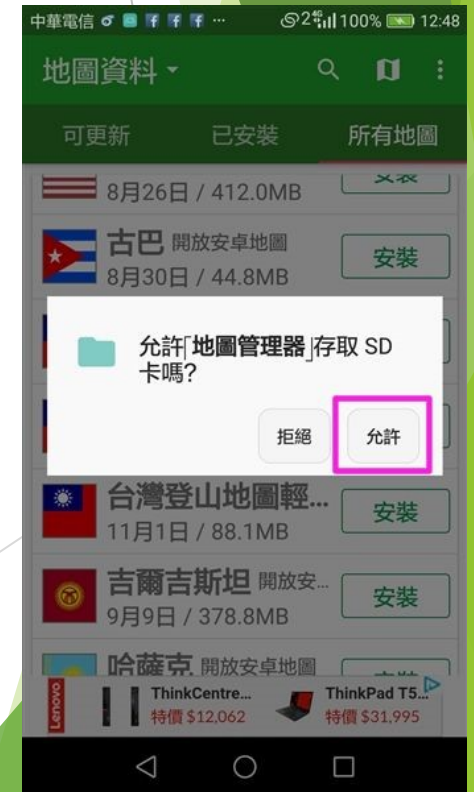 中華電信 100% 12:48
地圖資料
可更新 已安裝 所有地圖
8月26日 / 412.0MB
古巴 開放安卓地圖
8月30日 / 44.8MB
安裝
允許「地圖管理器」存取 SD
卡嗎?
拒絕 允許
台灣登山地圖輕...
11月1日 / 88.1MB
安裝
吉爾吉斯坦 開放安...
9月9日 / 378.8MB
安裝
哈薩克 開放安卓地圖
Lenovo
ThinkCentre...
特價 $12,062
ThinkPad T5...
特價 $31,995